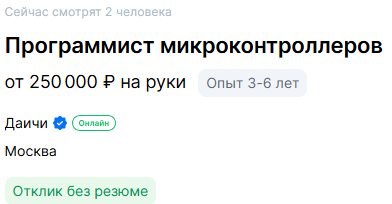 Сейчас смотрят 2 человека
Программист микроконтроллеров
от 250 000 ₽ на руки Опыт 3-6 лет
Даичи Онлайн
Москва
Отклик без резюме